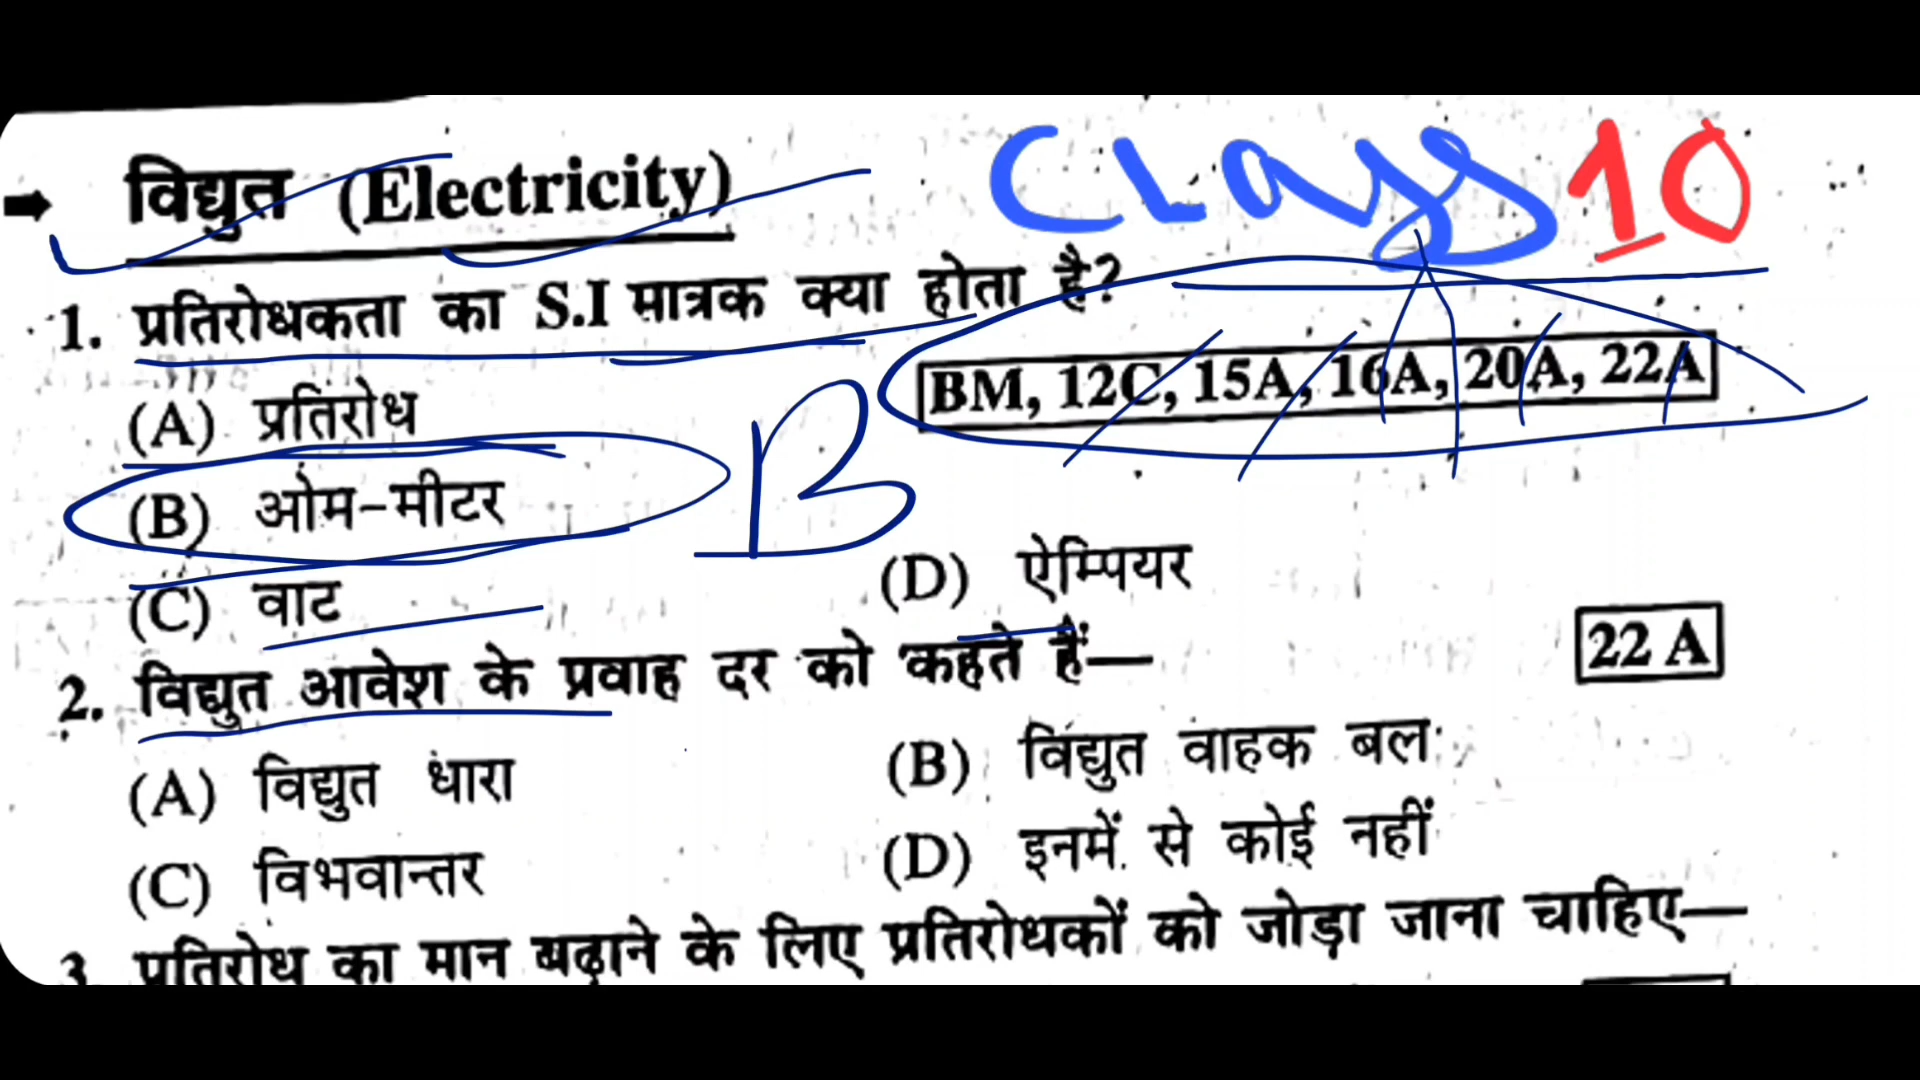 विद्युत (Electricity)
Class 10
1. प्रतिरोधकता का S.I मात्रक क्या होता है?
BM, 12C, 15A, 16A, 20A, 22A
(A) प्रतिरोध
(B) ओम-मीटर
B
(C) वाट
(D) ऐम्पियर
2. विद्युत आवेश के प्रवाह दर को कहते हैं—
22 A
(A) विद्युत धारा
(B) विद्युत वाहक बल
(C) विभवान्तर
(D) इनमें से कोई नहीं
3. प्रतिरोध का मान बढ़ाने के लिए प्रतिरोधकों को जोड़ा जाना चाहिए—